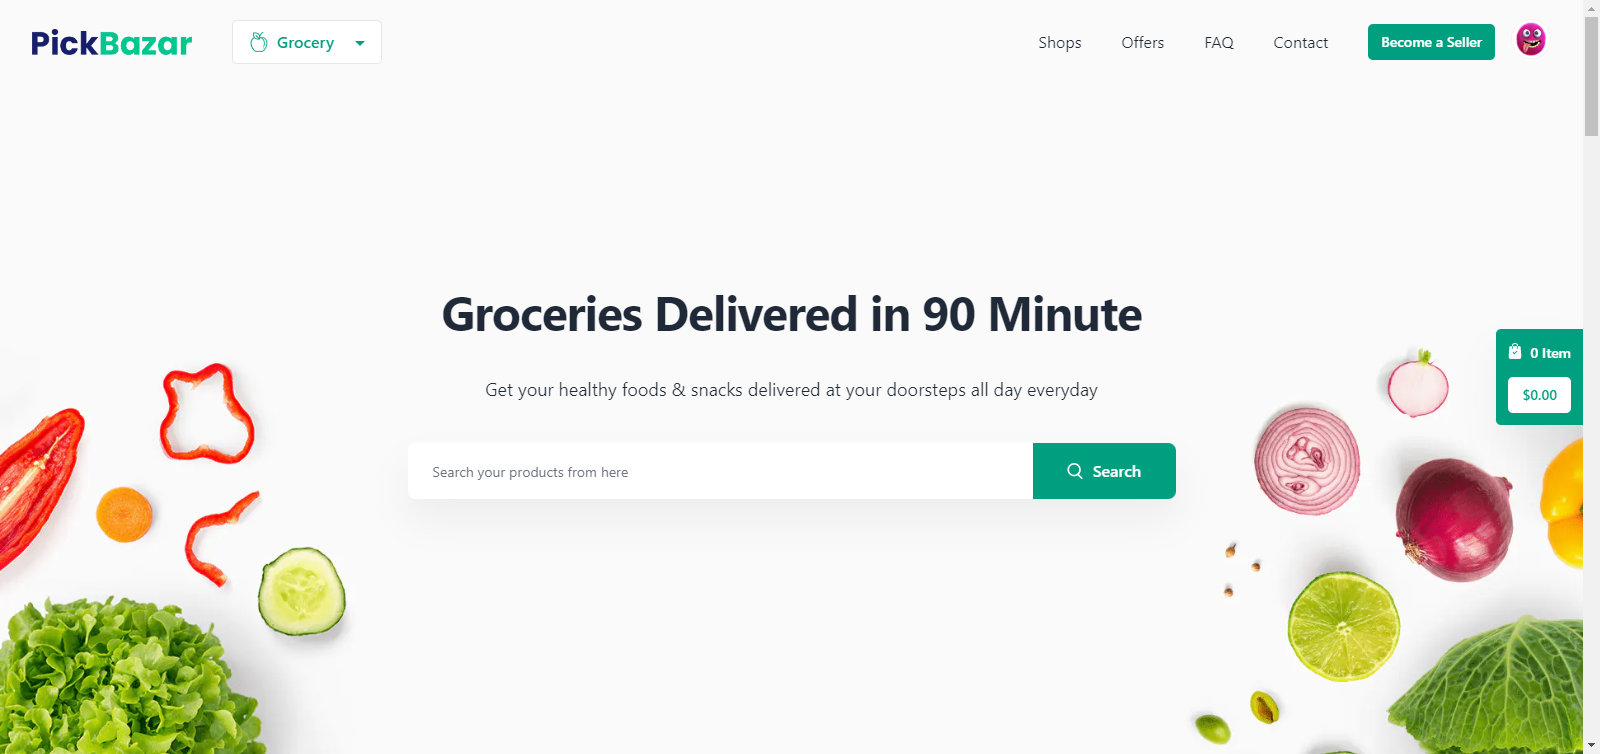 PickBazar
Grocery
Shops
Offers
FAQ
Contact
Become a Seller
Groceries Delivered in 90 Minute
Get your healthy foods & snacks delivered at your doorsteps all day everyday
Search your products from here
Search
0 Item
$0.00